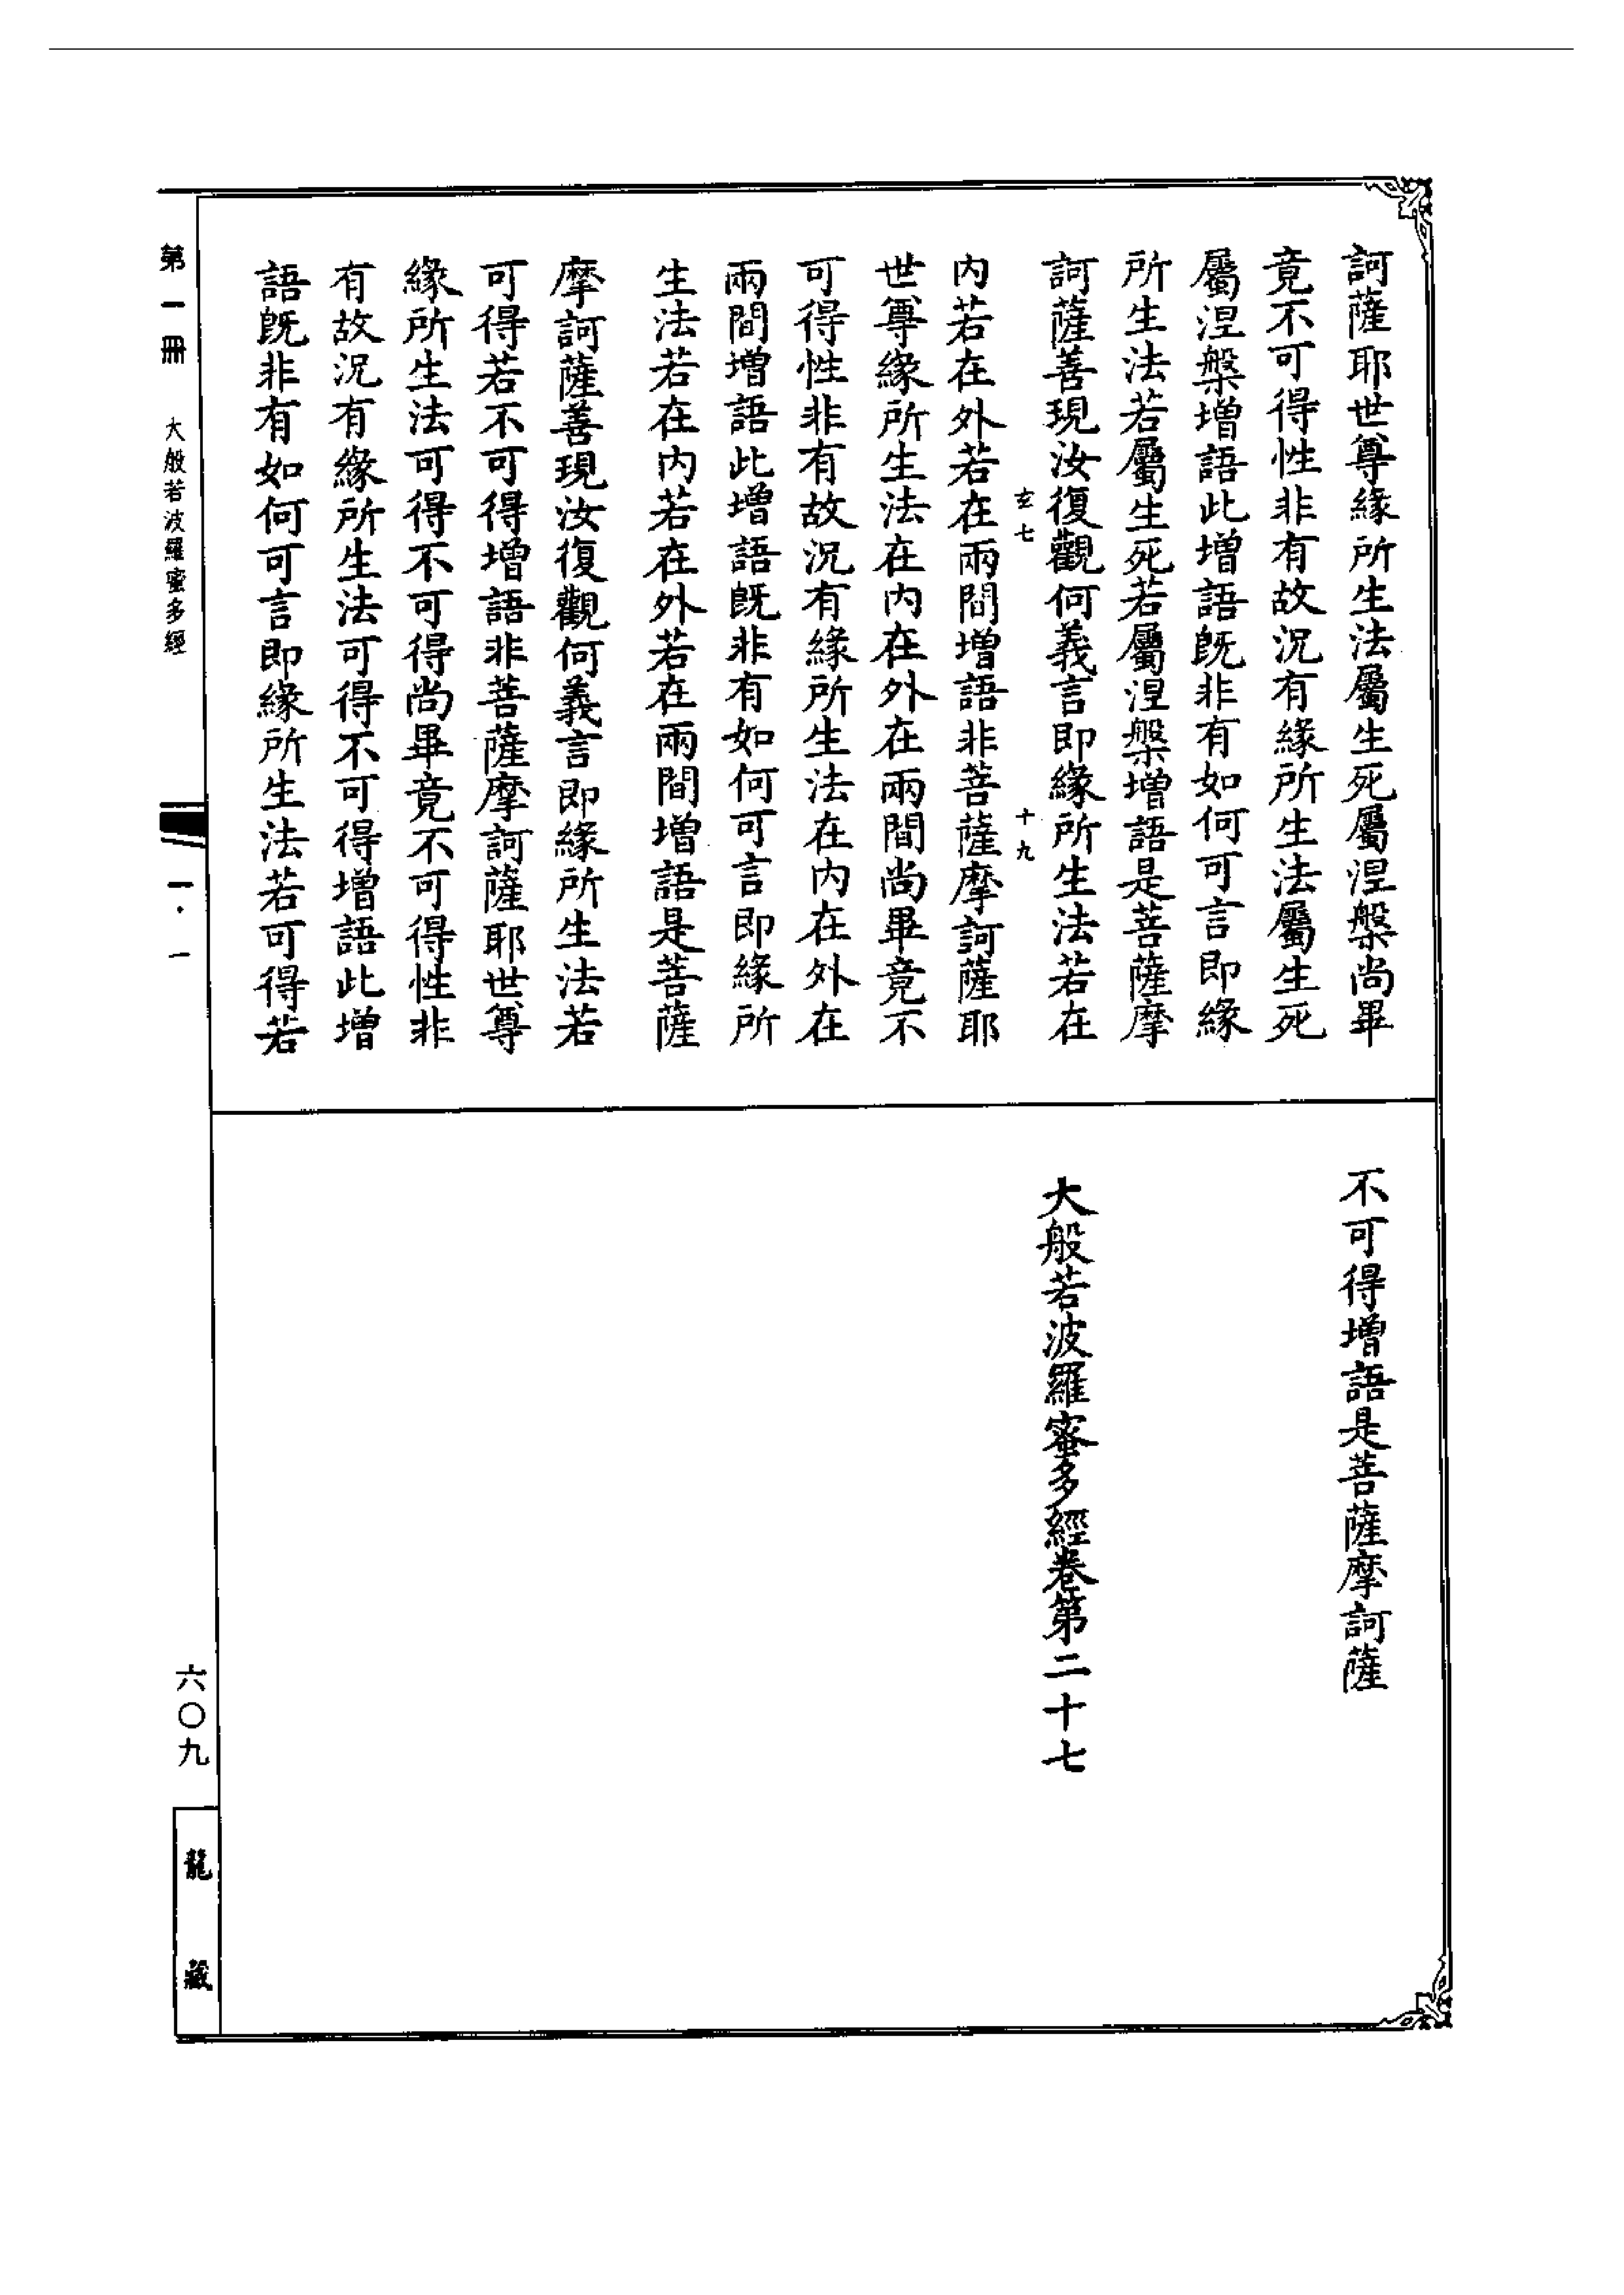 訶薩耶世尊緣所生法屬生死屬涅槃尚畢
竟不可得性非有故況有緣所生法屬生死
屬涅槃增語此增語既非有如何可言即緣
所生法若屬生死若屬涅槃增語是菩薩摩
訶薩善現汝復觀何義言即緣所生法若在
玄七 十九
內若在外若在兩間增語非菩薩摩訶薩耶
世尊緣所生法在內在外在兩間尚畢竟不
可得性非有故況有緣所生法在內在外在
兩間增語此增語既非有如何可言即緣所
生法若在內若在外若在兩間增語是菩薩
摩訶薩善現汝復觀何義言即緣所生法若
可得若不可得增語非菩薩摩訶薩耶世尊
緣所生法可得不可得尚畢竟不可得性非
有故況有緣所生法可得不可得增語此增
語既非有如何可言即緣所生法若可得若
不可得增語是菩薩摩訶薩
大般若波羅蜜多經卷第二十七
第一冊 大般若波羅蜜多經 一·一
六〇九
龍藏